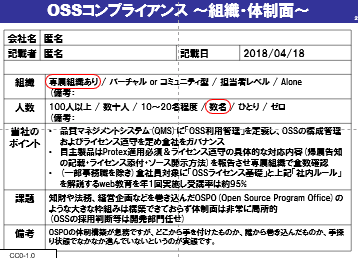 OSSコンプライアンス ～組織・体制面～
2
会社名 匿名
記載者 匿名 記載日 2018/04/18
組織 専属組織あり / バーチャル or コミュニティ型 / 担当者レベル / Alone
(備考:
人数 100人以上 / 数十人 / 10～20名程度 / 数名 / ひとり / ゼロ
(備考:
当社の
ポイント
• 品質マネジメントシステム(QMS)に「OSS利用管理」を定義し、OSSの構成管理
およびライセンス遵守を定め全社をガバナンス
• 自主製品はProtex適用必須&ライセンス遵守の具体的な対応内容(帰属告知
の記載・ライセンス添付・ソース開示方法)を報告させ専属組織で全数確認
• (一部事務職を除き)全社員対象に「OSSライセンス基礎」と上記「社内ルール」
を解説するweb教育を年1回実施し受講率は約95%
課題 知財や法務、経営企画などを巻き込んだOSPO(Open Source Program Office)の
ような大きな枠組みは構築できておらず体制面は非常に局所的
(OSSの採用判断等は開発部門任せ)
備考 OSPOの体制構築が急務ですが、どこから手を付けたものか、誰から巻き込んだものか、手探
り状態でなかなか進んでいないというのが実態です。
CC0-1.0